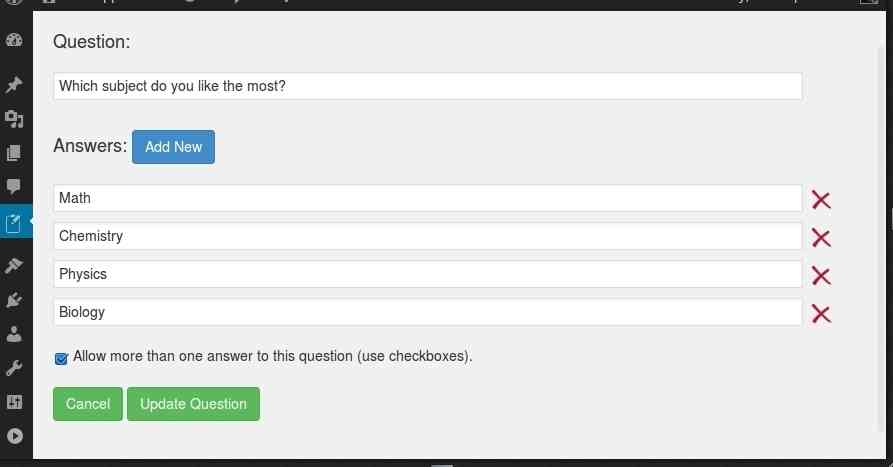 Question:
Which subject do you like the most?
Answers: Add New
Math
Chemistry
Physics
Biology
Allow more than one answer to this question (use checkboxes).
Cancel Update Question